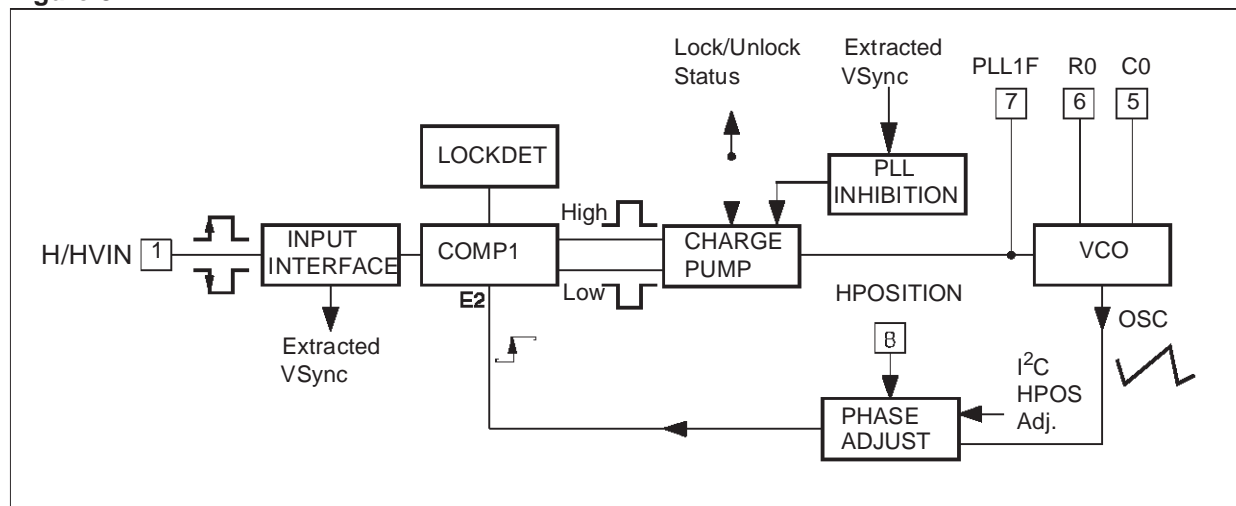 Lock/Unlock
Status
Extracted
VSync
PLL1F
R0
C0
7
6
5
LOCKDET
PLL
INHIBITION
High
H/HVIN
1
INPUT
INTERFACE
COMP1
CHARGE
PUMP
VCO
Low
E2
HPOSITION
OSC
Extracted
VSync
8
I2C
HPOS
Adj.
PHASE
ADJUST